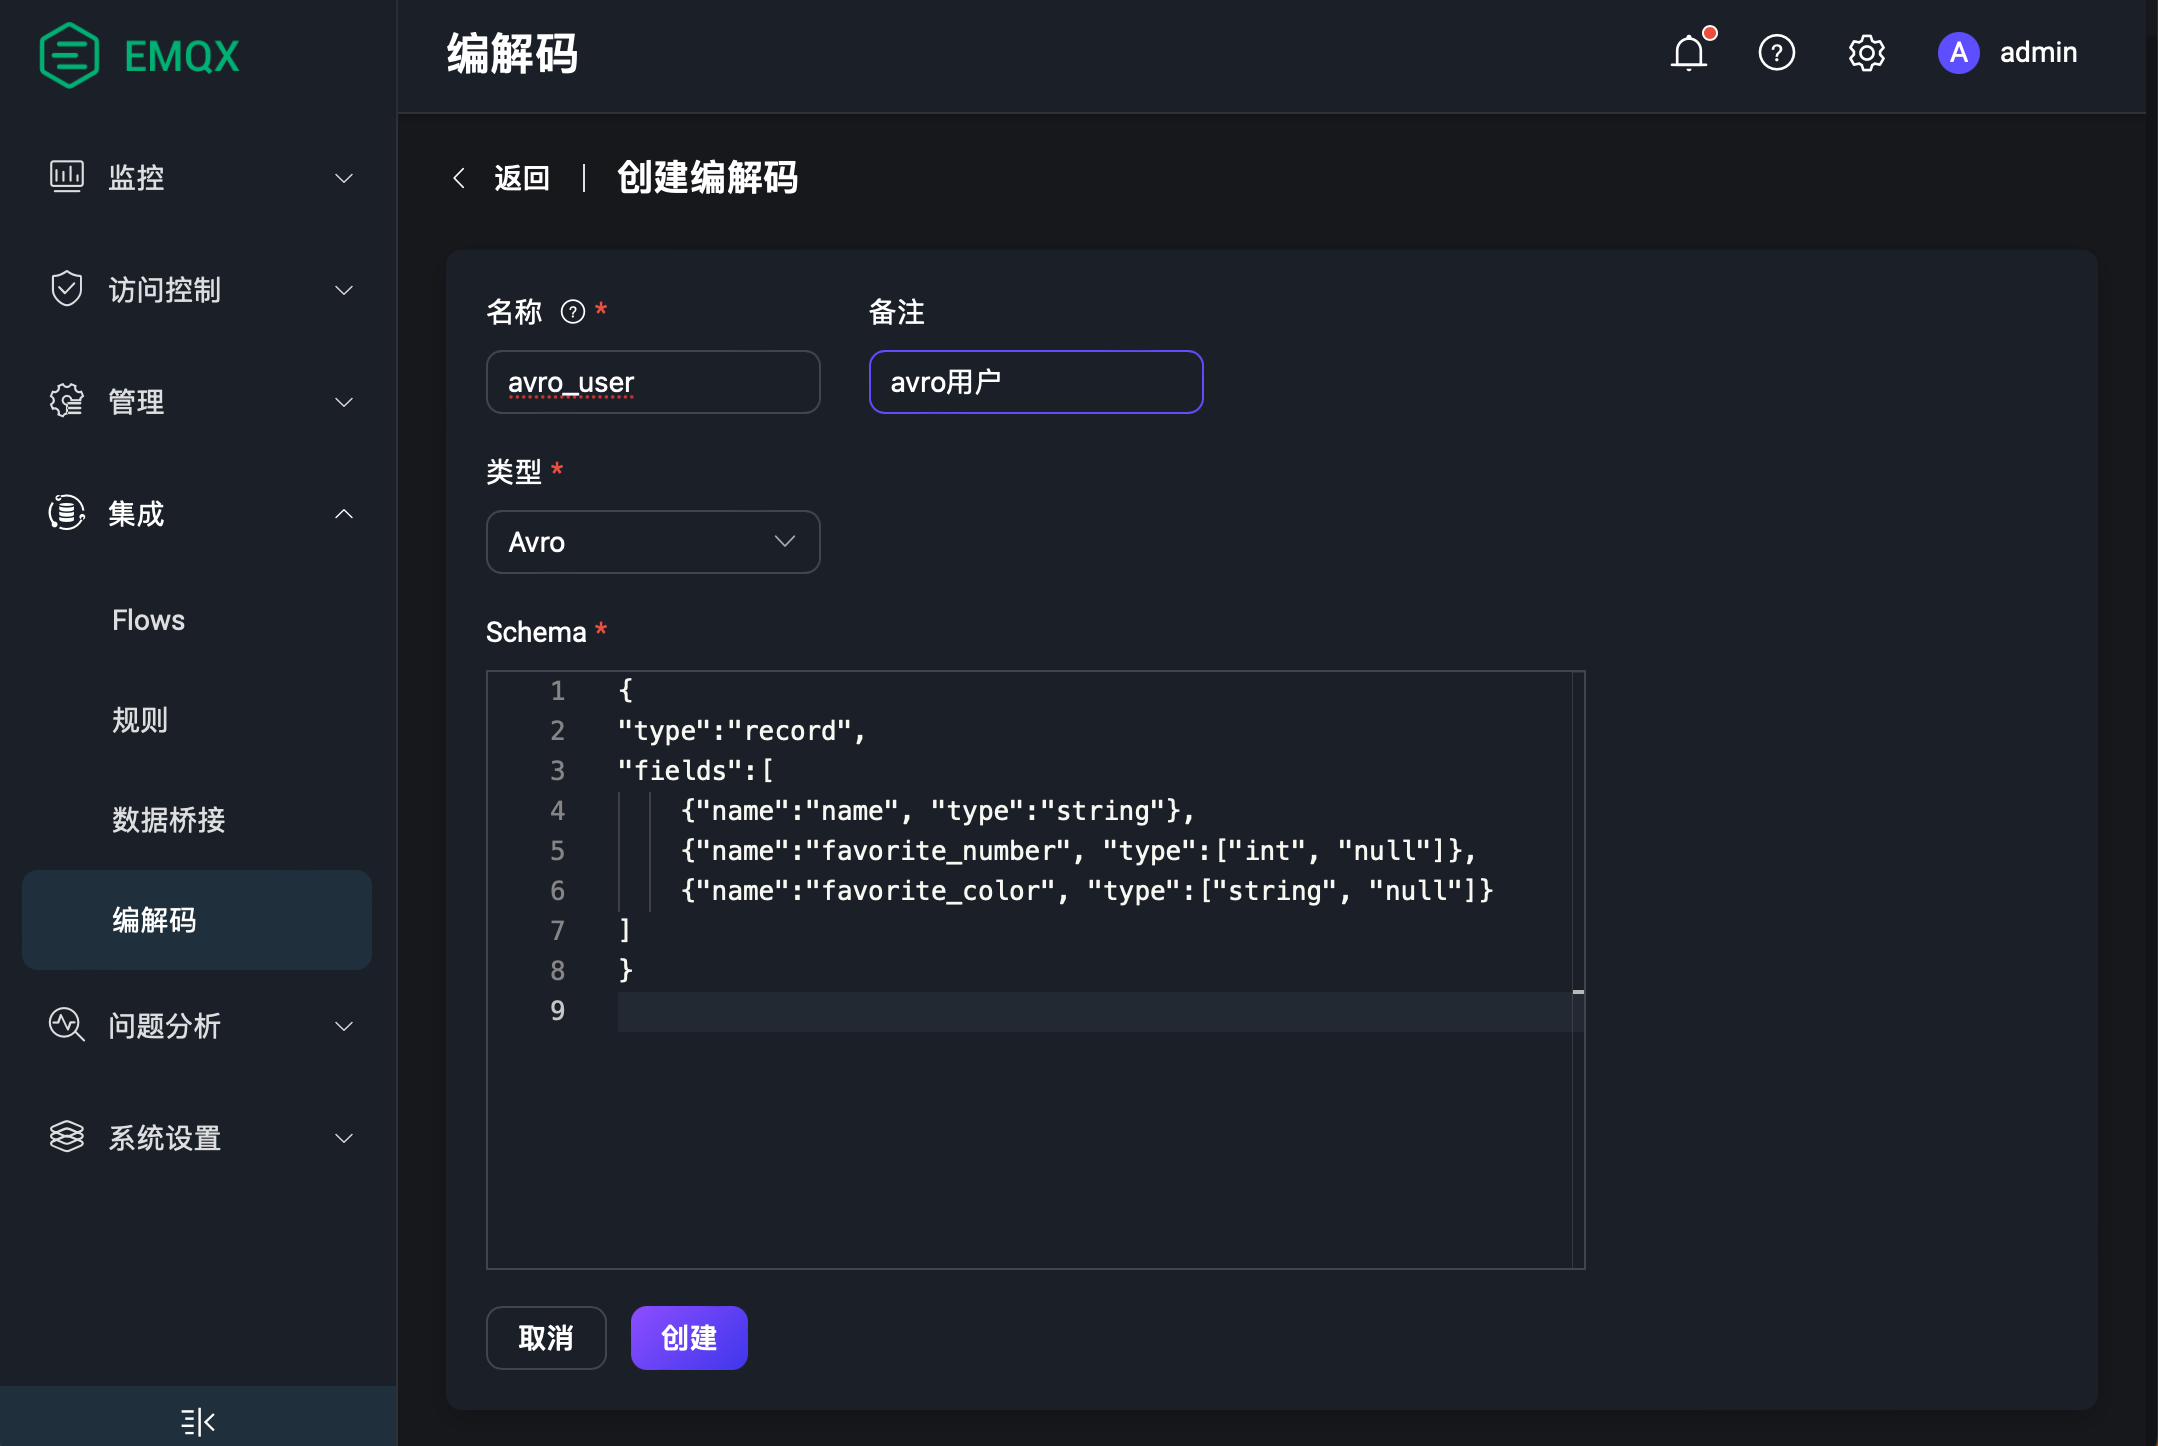 EMQX
编解码
A admin
监控
访问控制
管理
集成
Flows
规则
数据桥接
编解码
问题分析
系统设置
返回 | 创建编解码
名称 ? *
备注
avro_user
avro用户
类型 *
Avro
Schema *
1 {
2 "type":"record",
3 "fields":[
4 {"name":"name", "type":"string"},
5 {"name":"favorite_number", "type":["int", "null"]},
6 {"name":"favorite_color", "type":["string", "null"]}
7 ]
8 }
9
取消
创建